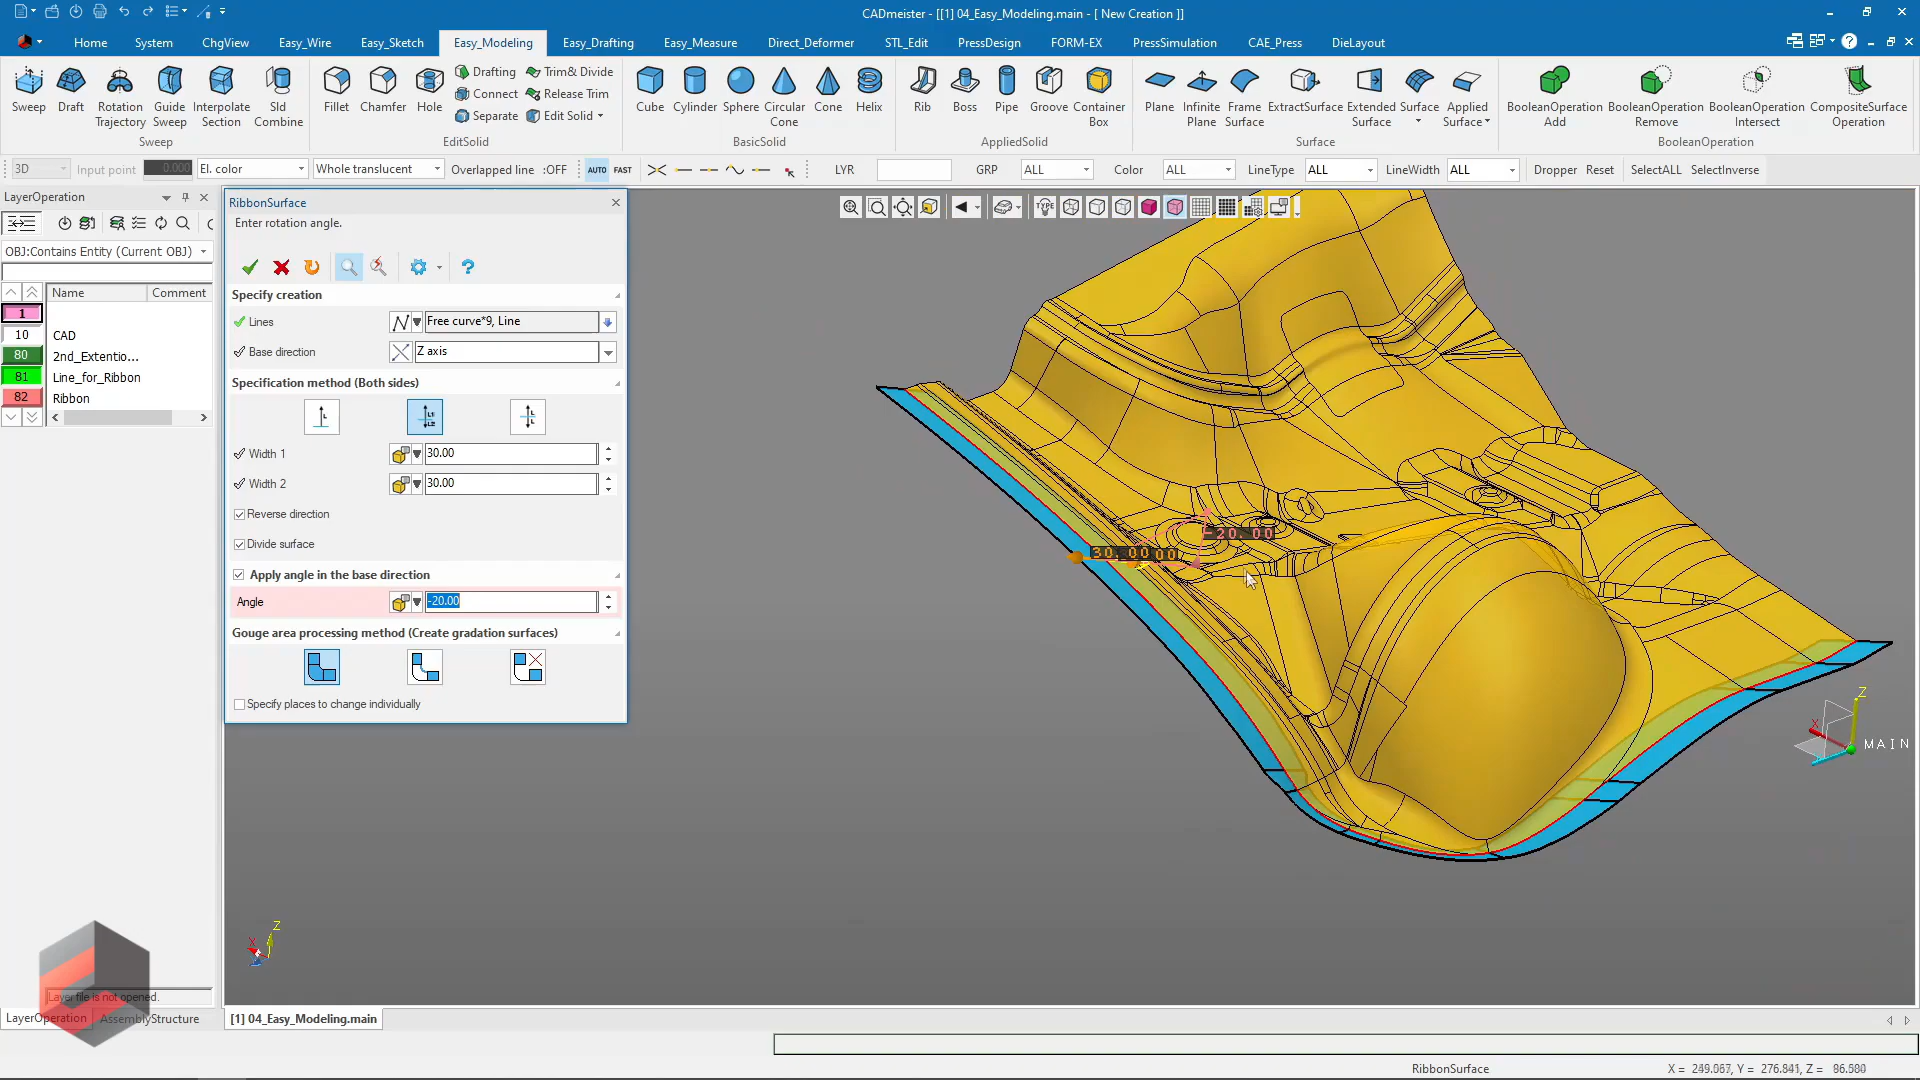 CADmeister - [[1] 04_Easy_Modeling.main - [ New Creation ]]
Home System ChgView Easy_Wire Easy_Sketch Easy_Modeling Easy_Drafting Easy_Measure Direct_Deformer STL_Edit PressDesign FORM-EX PressSimulation CAE_Press DieLayout
Sweep Draft Rotation Trajectory Guide Sweep Interpolate Section Sld Combine
Sweep
Fillet Chamfer Hole Drafting Trim& Divide
Connect Release Trim
Separate Edit Solid
EditSolid
Cube Cylinder Sphere Circular Cone Cone Helix
BasicSolid
Rib Boss Pipe Groove Container Box
AppliedSolid
Plane Infinite Plane Frame Surface ExtractSurface Extended Surface Surface Applied Surface
Surface
BooleanOperation Add BooleanOperation Remove BooleanOperation Intersect CompositeSurface Operation
BooleanOperation
3D Input point 0.000 El. color Whole translucent Overlapped line :OFF AUTO FAST LYR GRP ALL Color ALL LineType ALL LineWidth ALL Dropper Reset SelectALL SelectInverse
LayerOperation
OBJ:Contains Entity (Current OBJ)
Name Comment
1
10 CAD
80 2nd_Extentio...
81 Line_for_Ribbon
82 Ribbon
RibbonSurface
Enter rotation angle.
Specify creation
Lines Free curve*9, Line
Base direction Z axis
Specification method (Both sides)
L L1 L2 L L
Width 1 30.00
Width 2 30.00
Reverse direction
Divide surface
Apply angle in the base direction
Angle -20.00
Gouge area processing method (Create gradation surfaces)
Specify places to change individually
TYPE
-20.00
30.00
Z
X
MAIN
Z
X
Layer file is not opened.
LayerOperation AssemblyStructure
[1] 04_Easy_Modeling.main
RibbonSurface X = 249.067, Y = 276.841, Z = 86.580